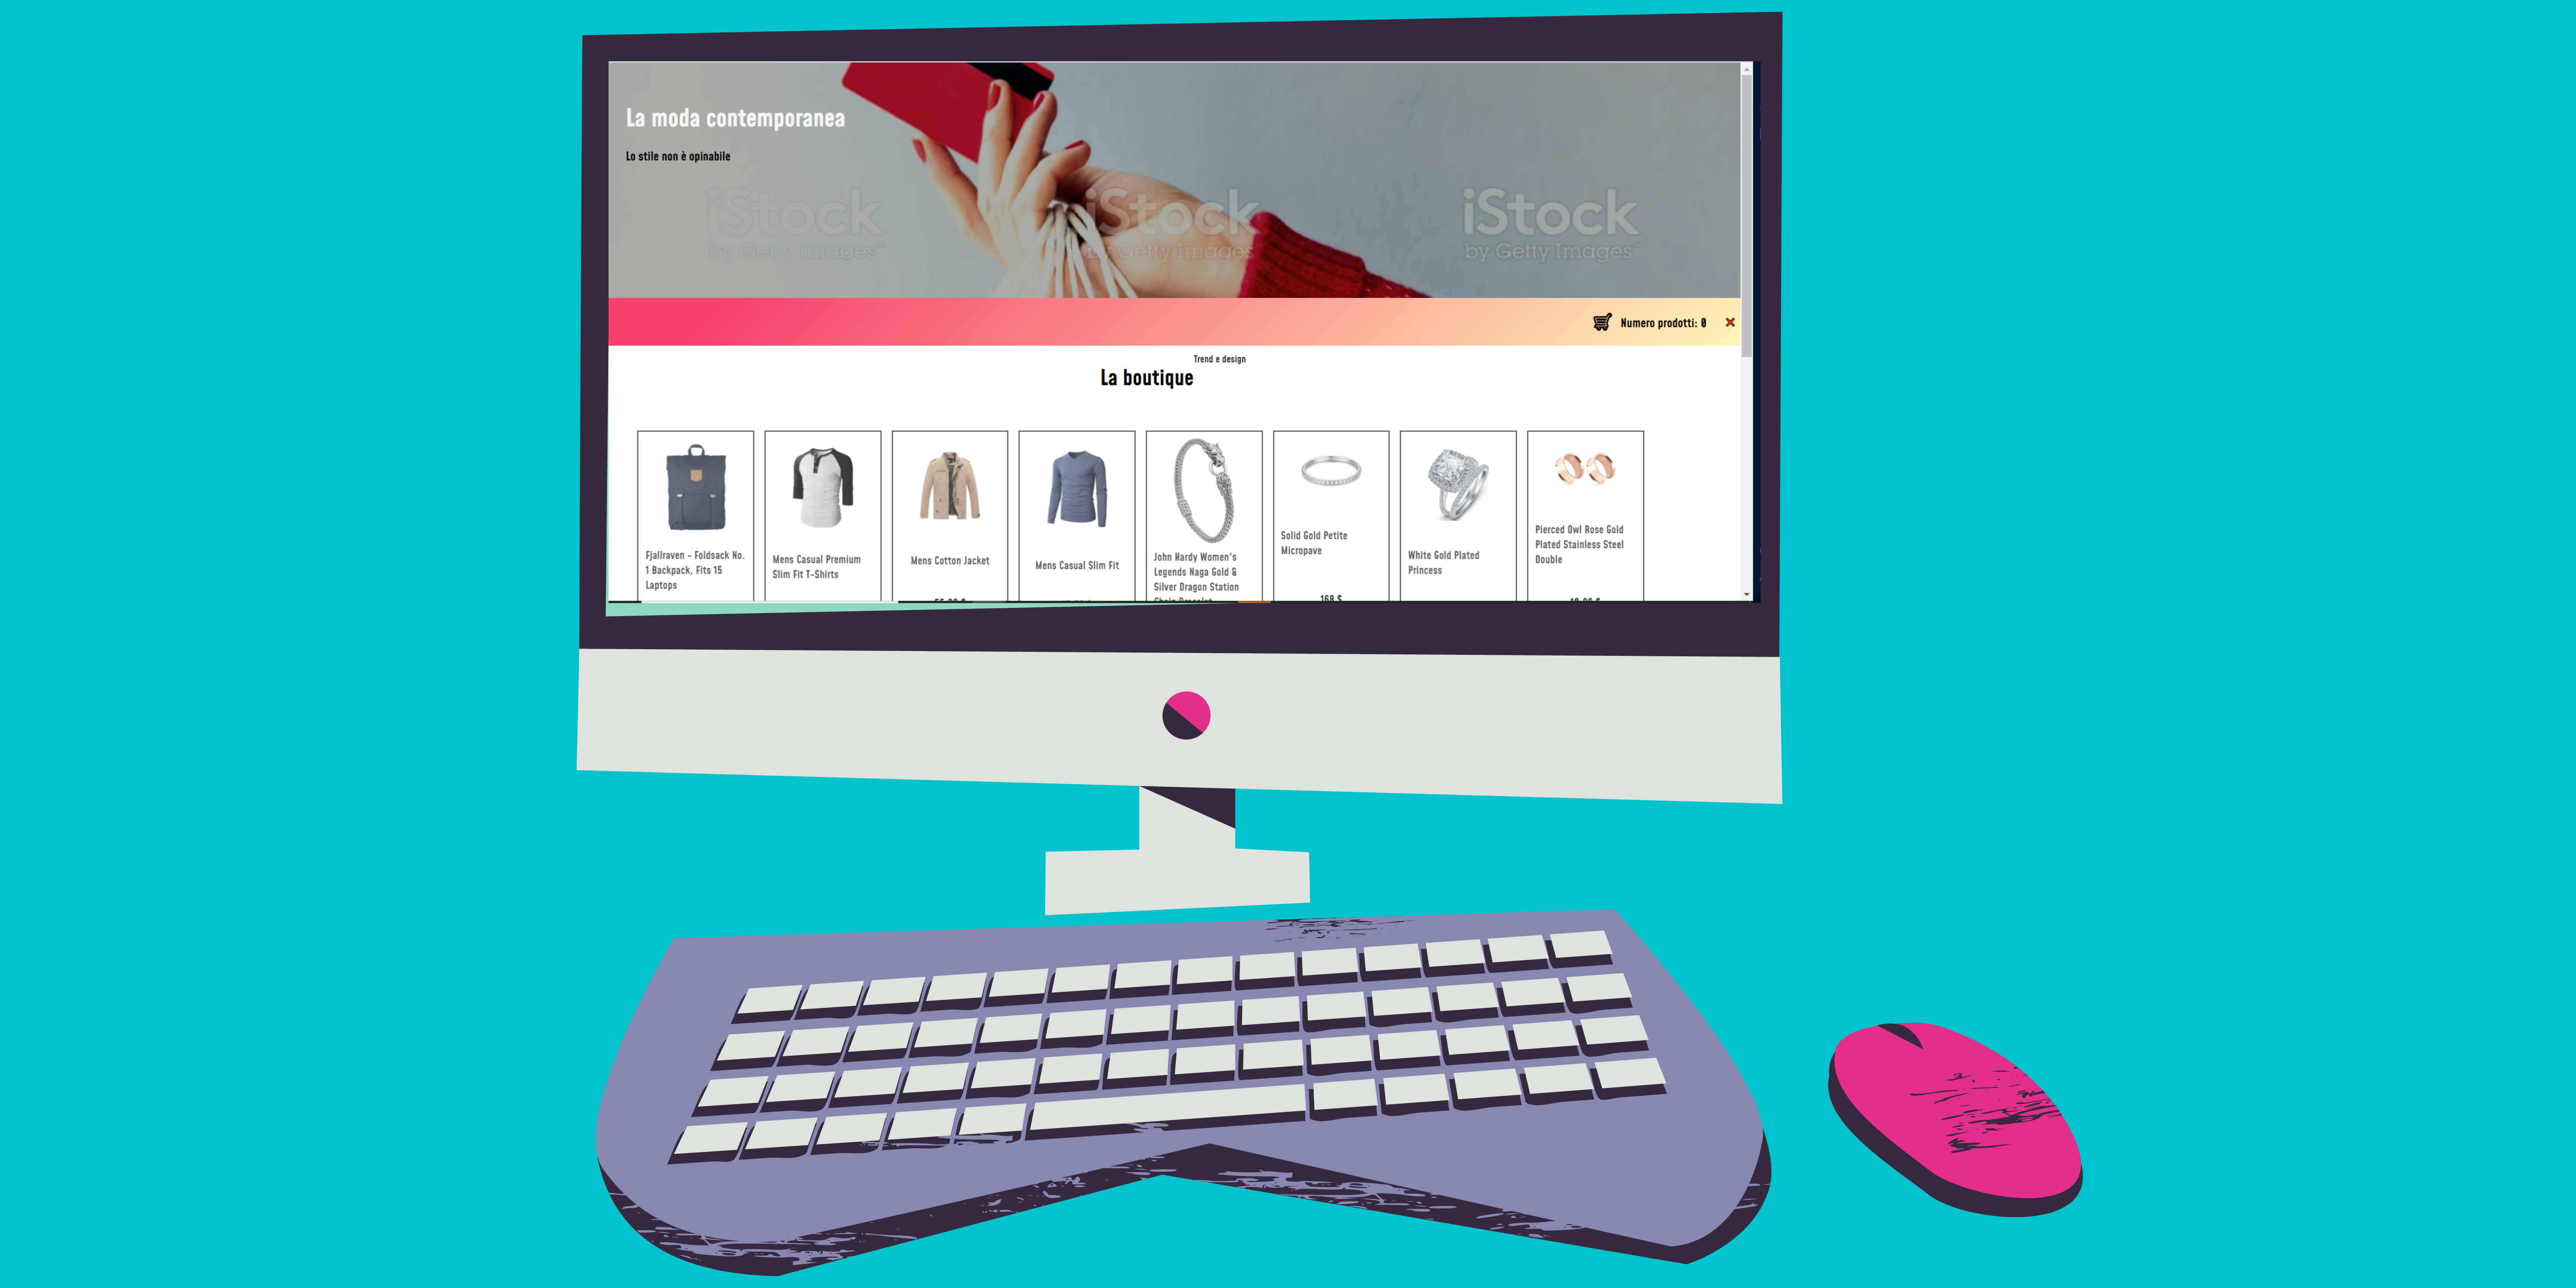 La moda contemporanea
Lo stile non è opinabile
iStock
by Getty Images
iStock
by Getty Images
iStock
by Getty Images
Numero prodotti: 0
Trend e design
La boutique
Fjallraven - Foldsack No.
1 Backpack, Fits 15
Laptops
Mens Casual Premium
Slim Fit T-Shirts
Mens Cotton Jacket
Mens Casual Slim Fit
John Hardy Women's
Legends Naga Gold &
Silver Dragon Station
Solid Gold Petite
Micropave
168 $
White Gold Plated
Princess
Pierced Owl Rose Gold
Plated Stainless Steel
Double